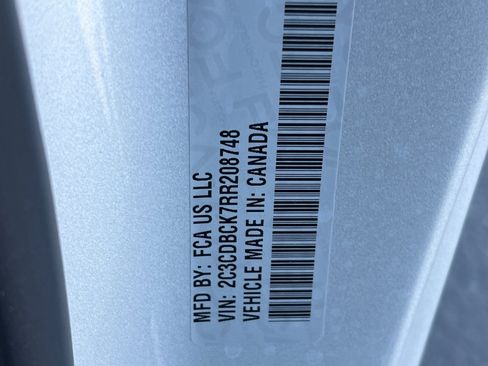 MFD BY: FCA US LLC
VIN: 2C3CDBCK7RR208748
VEHICLE MADE IN: CANADA